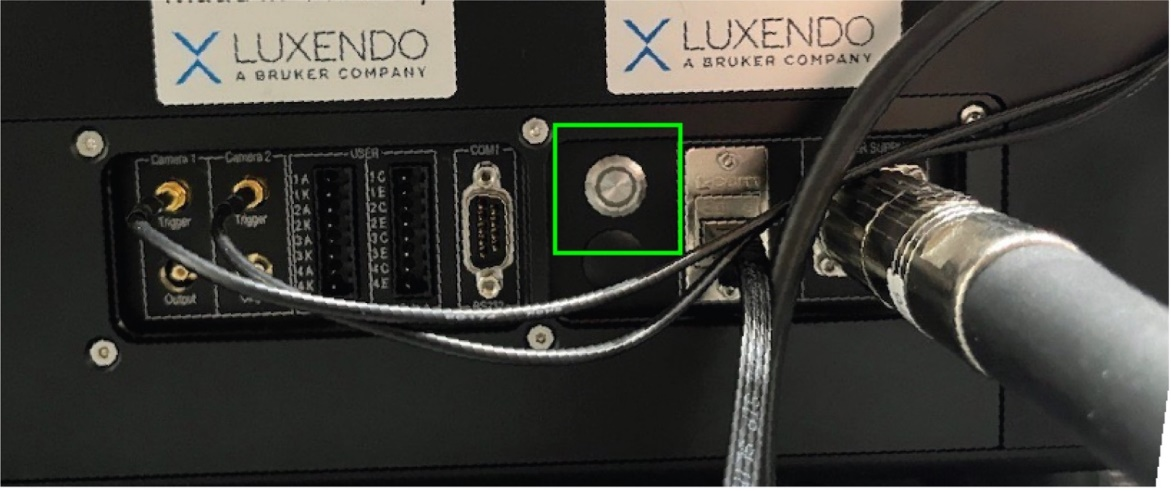 LUXENDO
A BRUKER COMPANY
LUXENDO
A BRUKER COMPANY
Camera 1
Camera 2
USER
COM1
Trigger
Trigger
Output
1A
1K
2A
2K
3A
3K
4A
4K
1C
1E
2C
2E
3C
3E
4C
4E
RS232